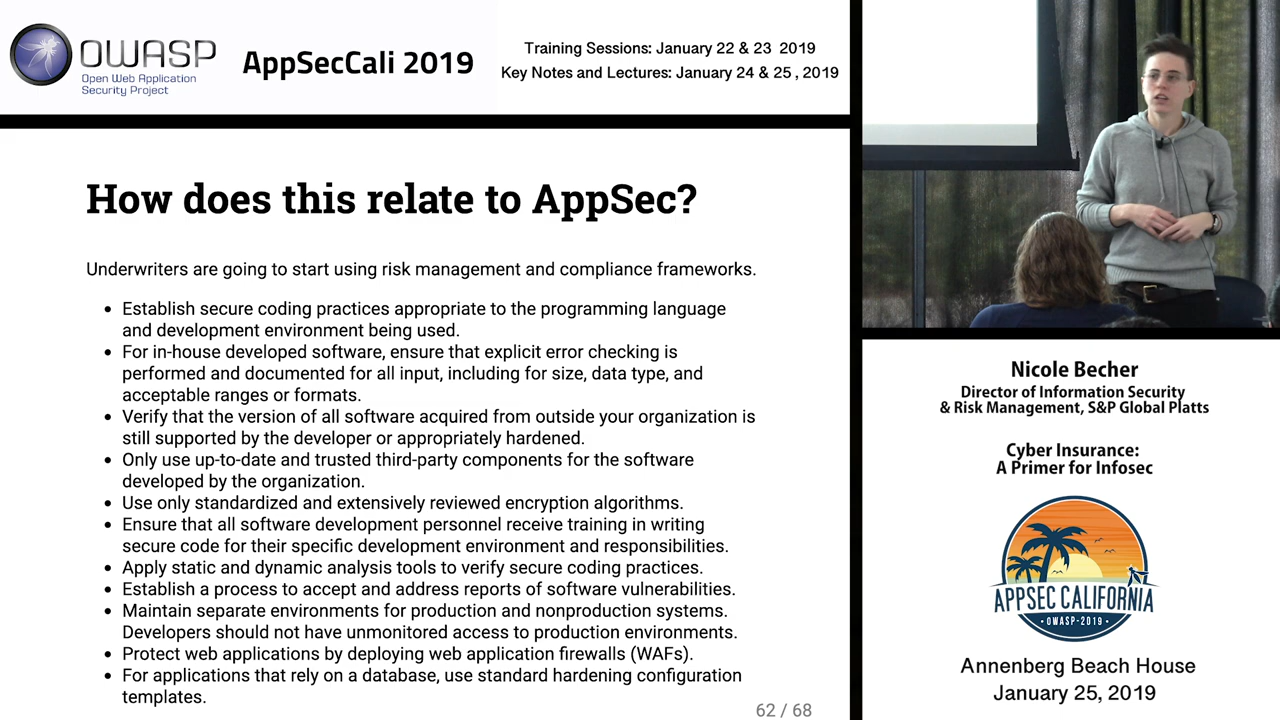 OWASP
Open Web Application
Security Project
AppSecCali 2019
Training Sessions: January 22 & 23 2019
Key Notes and Lectures: January 24 & 25 , 2019
How does this relate to AppSec?
Underwriters are going to start using risk management and compliance frameworks.
• Establish secure coding practices appropriate to the programming language
and development environment being used.
• For in-house developed software, ensure that explicit error checking is
performed and documented for all input, including for size, data type, and
acceptable ranges or formats.
• Verify that the version of all software acquired from outside your organization is
still supported by the developer or appropriately hardened.
• Only use up-to-date and trusted third-party components for the software
developed by the organization.
• Use only standardized and extensively reviewed encryption algorithms.
• Ensure that all software development personnel receive training in writing
secure code for their specific development environment and responsibilities.
• Apply static and dynamic analysis tools to verify secure coding practices.
• Establish a process to accept and address reports of software vulnerabilities.
• Maintain separate environments for production and nonproduction systems.
Developers should not have unmonitored access to production environments.
• Protect web applications by deploying web application firewalls (WAFs).
• For applications that rely on a database, use standard hardening configuration
templates.
62 / 68
Nicole Becher
Director of Information Security
& Risk Management, S&P Global Platts
Cyber Insurance:
A Primer for Infosec
APPSEC CALIFORNIA
• OWASP-2019 •
Annenberg Beach House
January 25, 2019